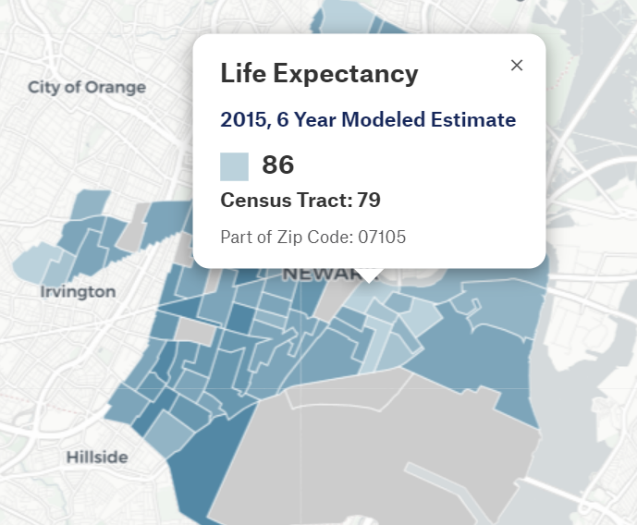 City of Orange
Life Expectancy
2015, 6 Year Modeled Estimate
86
Census Tract: 79
Part of Zip Code: 07105
Irvington
Hillside